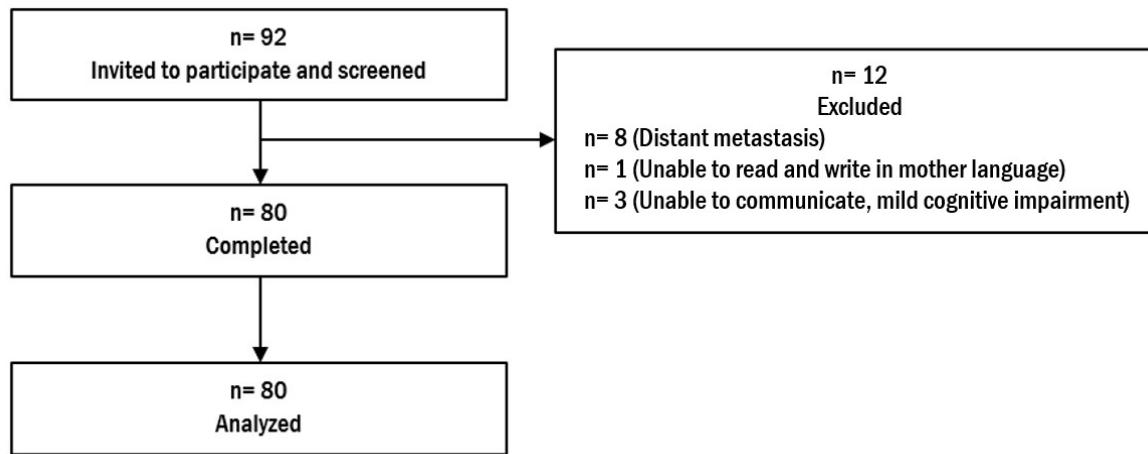 n= 92
Invited to participate and screened
n= 12
Excluded
n= 8 (Distant metastasis)
n= 1 (Unable to read and write in mother language)
n= 3 (Unable to communicate, mild cognitive impairment)
n= 80
Completed
n= 80
Analyzed